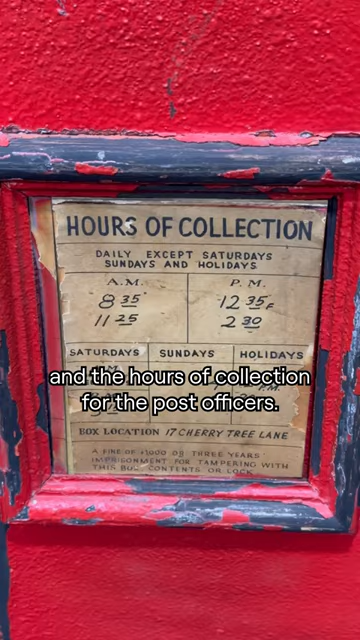 HOURS OF COLLECTION
DAILY EXCEPT SATURDAYS
SUNDAYS AND HOLIDAYS
A.M. P.M.
8 35 12 35 F
11 25 2 30
SATURDAYS SUNDAYS HOLIDAYS
and the hours of collection
for the post officers.
BOX LOCATION 17 CHERRY TREE LANE
A FINE OF $1000 OR THREE YEARS
IMPRISONMENT FOR TAMPERING WITH
THIS BOX CONTENTS OR LOCK